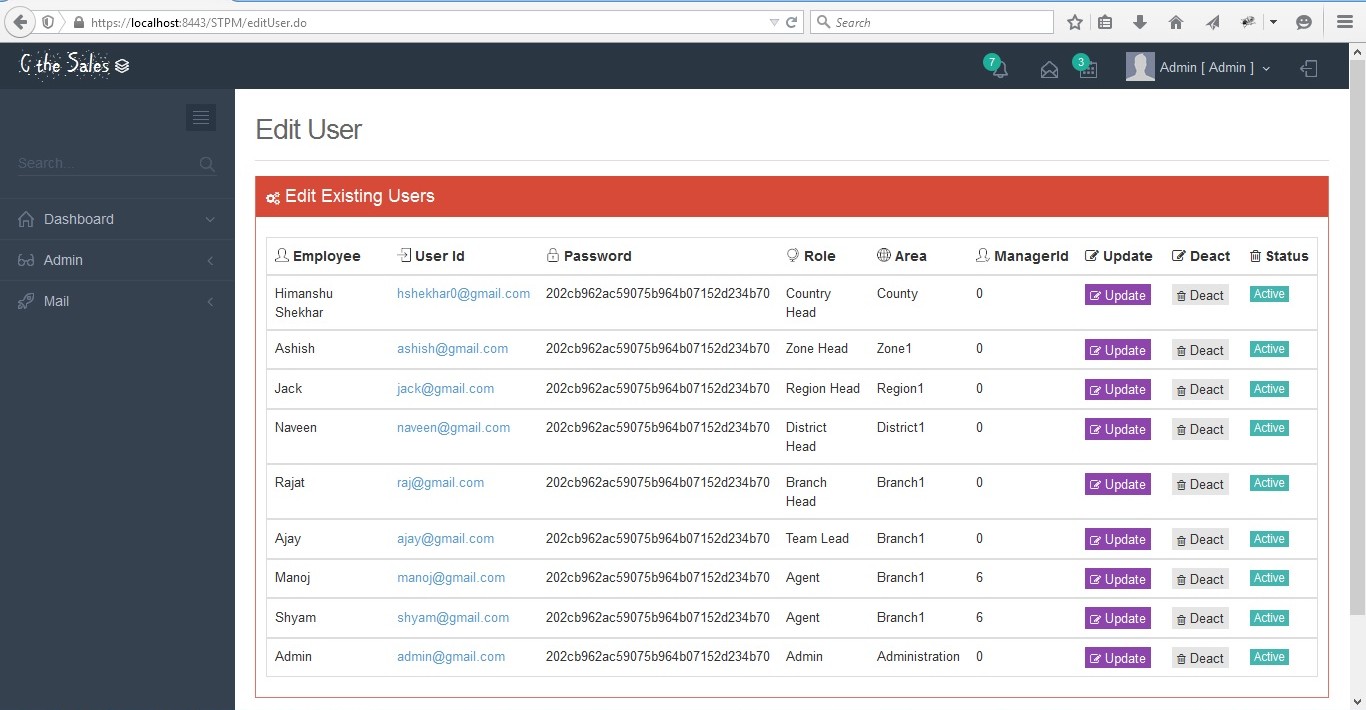 https://localhost:8443/STPM/editUser.do
Search
C the Sales
7
3
Admin [ Admin ]
Search...
Dashboard
Admin
Mail
Edit User
Edit Existing Users
Employee User Id Password Role Area ManagerId Update Deact Status
Himanshu Shekhar hshekhar0@gmail.com 202cb962ac59075b964b07152d234b70 Country Head County 0 Update Deact Active
Ashish ashish@gmail.com 202cb962ac59075b964b07152d234b70 Zone Head Zone1 0 Update Deact Active
Jack jack@gmail.com 202cb962ac59075b964b07152d234b70 Region Head Region1 0 Update Deact Active
Naveen naveen@gmail.com 202cb962ac59075b964b07152d234b70 District Head District1 0 Update Deact Active
Rajat raj@gmail.com 202cb962ac59075b964b07152d234b70 Branch Head Branch1 0 Update Deact Active
Ajay ajay@gmail.com 202cb962ac59075b964b07152d234b70 Team Lead Branch1 0 Update Deact Active
Manoj manoj@gmail.com 202cb962ac59075b964b07152d234b70 Agent Branch1 6 Update Deact Active
Shyam shyam@gmail.com 202cb962ac59075b964b07152d234b70 Agent Branch1 6 Update Deact Active
Admin admin@gmail.com 202cb962ac59075b964b07152d234b70 Admin Administration 0 Update Deact Active